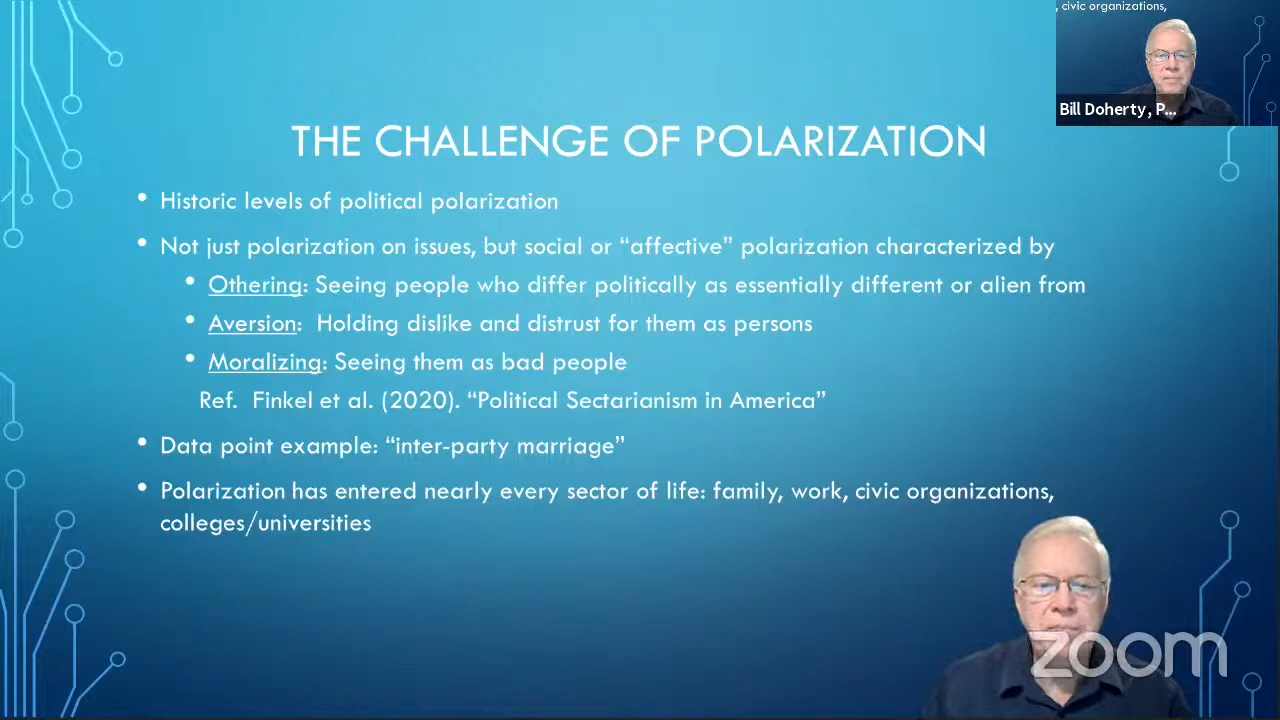 , civic organizations,
Bill Doherty, P...
THE CHALLENGE OF POLARIZATION
• Historic levels of political polarization
• Not just polarization on issues, but social or “affective” polarization characterized by
• Othering: Seeing people who differ politically as essentially different or alien from
• Aversion: Holding dislike and distrust for them as persons
• Moralizing: Seeing them as bad people
Ref. Finkel et al. (2020). “Political Sectarianism in America”
• Data point example: “inter-party marriage”
• Polarization has entered nearly every sector of life: family, work, civic organizations,
colleges/universities
zoom